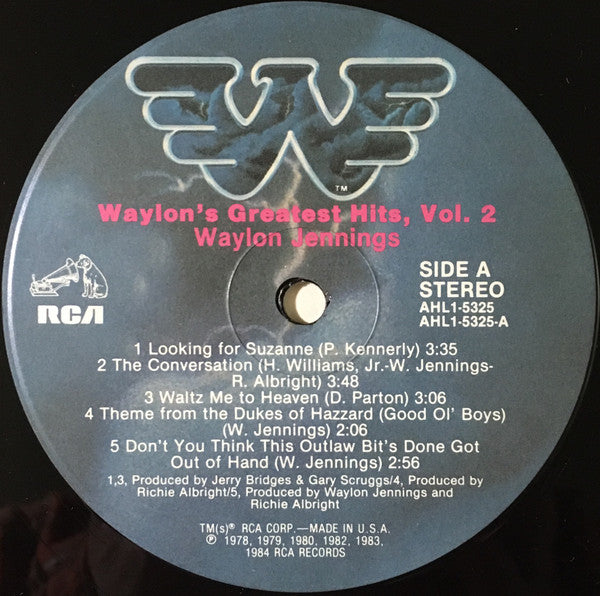 W
TM
Waylon's Greatest Hits, Vol. 2
Waylon Jennings
RCA
SIDE A
STEREO
AHL1-5325
AHL1-5325-A
1 Looking for Suzanne (P. Kennerly) 3:35
2 The Conversation (H. Williams, Jr.-W. Jennings-
R. Albright) 3:48
3 Waltz Me to Heaven (D. Parton) 3:06
4 Theme from the Dukes of Hazzard (Good Ol' Boys)
(W. Jennings) 2:06
5 Don't You Think This Outlaw Bit's Done Got
Out of Hand (W. Jennings) 2:56
1,3, Produced by Jerry Bridges & Gary Scruggs/4, Produced by
Richie Albright/5, Produced by Waylon Jennings and
Richie Albright
TM(s)® RCA CORP.—MADE IN U.S.A.
℗ 1978, 1979, 1980, 1982, 1983,
1984 RCA RECORDS